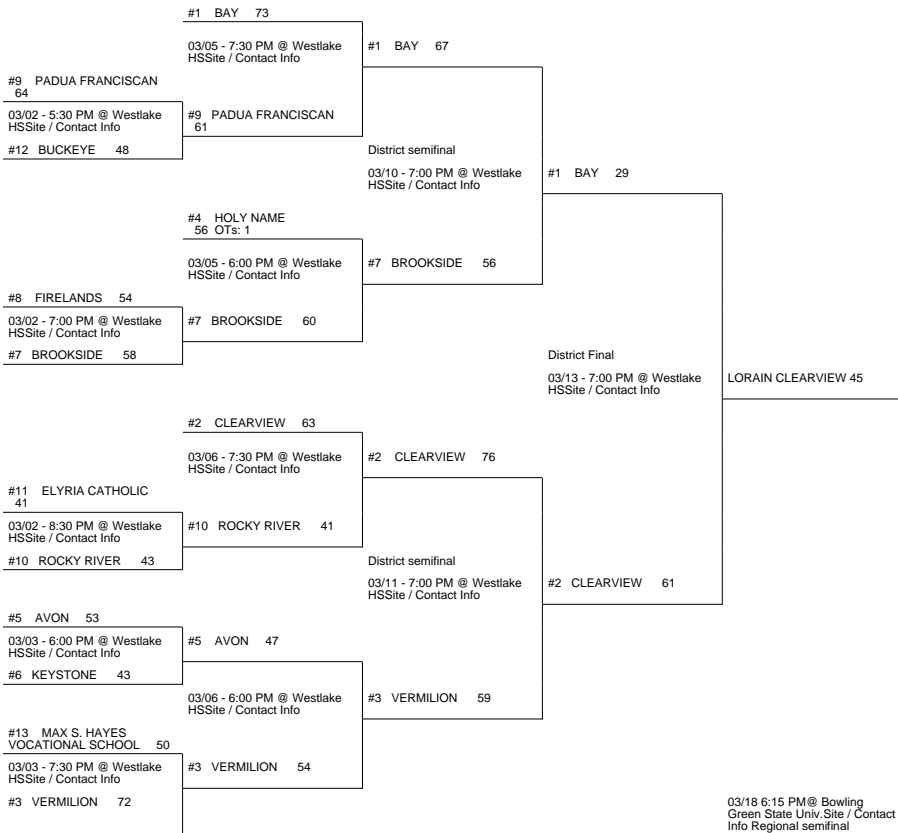 #1 BAY 73
03/05 - 7:30 PM @ Westlake
HSSite / Contact Info
#1 BAY 67
#9 PADUA FRANCISCAN
64
03/02 - 5:30 PM @ Westlake
HSSite / Contact Info
#9 PADUA FRANCISCAN
61
#12 BUCKEYE 48
District semifinal
03/10 - 7:00 PM @ Westlake
HSSite / Contact Info
#1 BAY 29
#4 HOLY NAME
56 OTs: 1
03/05 - 6:00 PM @ Westlake
HSSite / Contact Info
#7 BROOKSIDE 56
#8 FIRELANDS 54
03/02 - 7:00 PM @ Westlake
HSSite / Contact Info
#7 BROOKSIDE 60
#7 BROOKSIDE 58
District Final
03/13 - 7:00 PM @ Westlake
HSSite / Contact Info
LORAIN CLEARVIEW 45
#2 CLEARVIEW 63
03/06 - 7:30 PM @ Westlake
HSSite / Contact Info
#2 CLEARVIEW 76
#11 ELYRIA CATHOLIC
41
03/02 - 8:30 PM @ Westlake
HSSite / Contact Info
#10 ROCKY RIVER 41
#10 ROCKY RIVER 43
District semifinal
03/11 - 7:00 PM @ Westlake
HSSite / Contact Info
#2 CLEARVIEW 61
#5 AVON 53
03/03 - 6:00 PM @ Westlake
HSSite / Contact Info
#5 AVON 47
#6 KEYSTONE 43
03/06 - 6:00 PM @ Westlake
HSSite / Contact Info
#3 VERMILION 59
#13 MAX S. HAYES
VOCATIONAL SCHOOL 50
03/03 - 7:30 PM @ Westlake
HSSite / Contact Info
#3 VERMILION 54
#3 VERMILION 72
03/18 6:15 PM@ Bowling
Green State Univ.Site / Contact
Info Regional semifinal